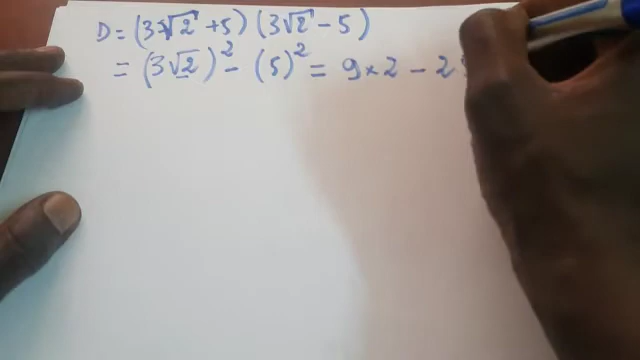 D = (3√2 + 5) (3√2 - 5)
= (3√2)² - (5)² = 9 × 2 - 2